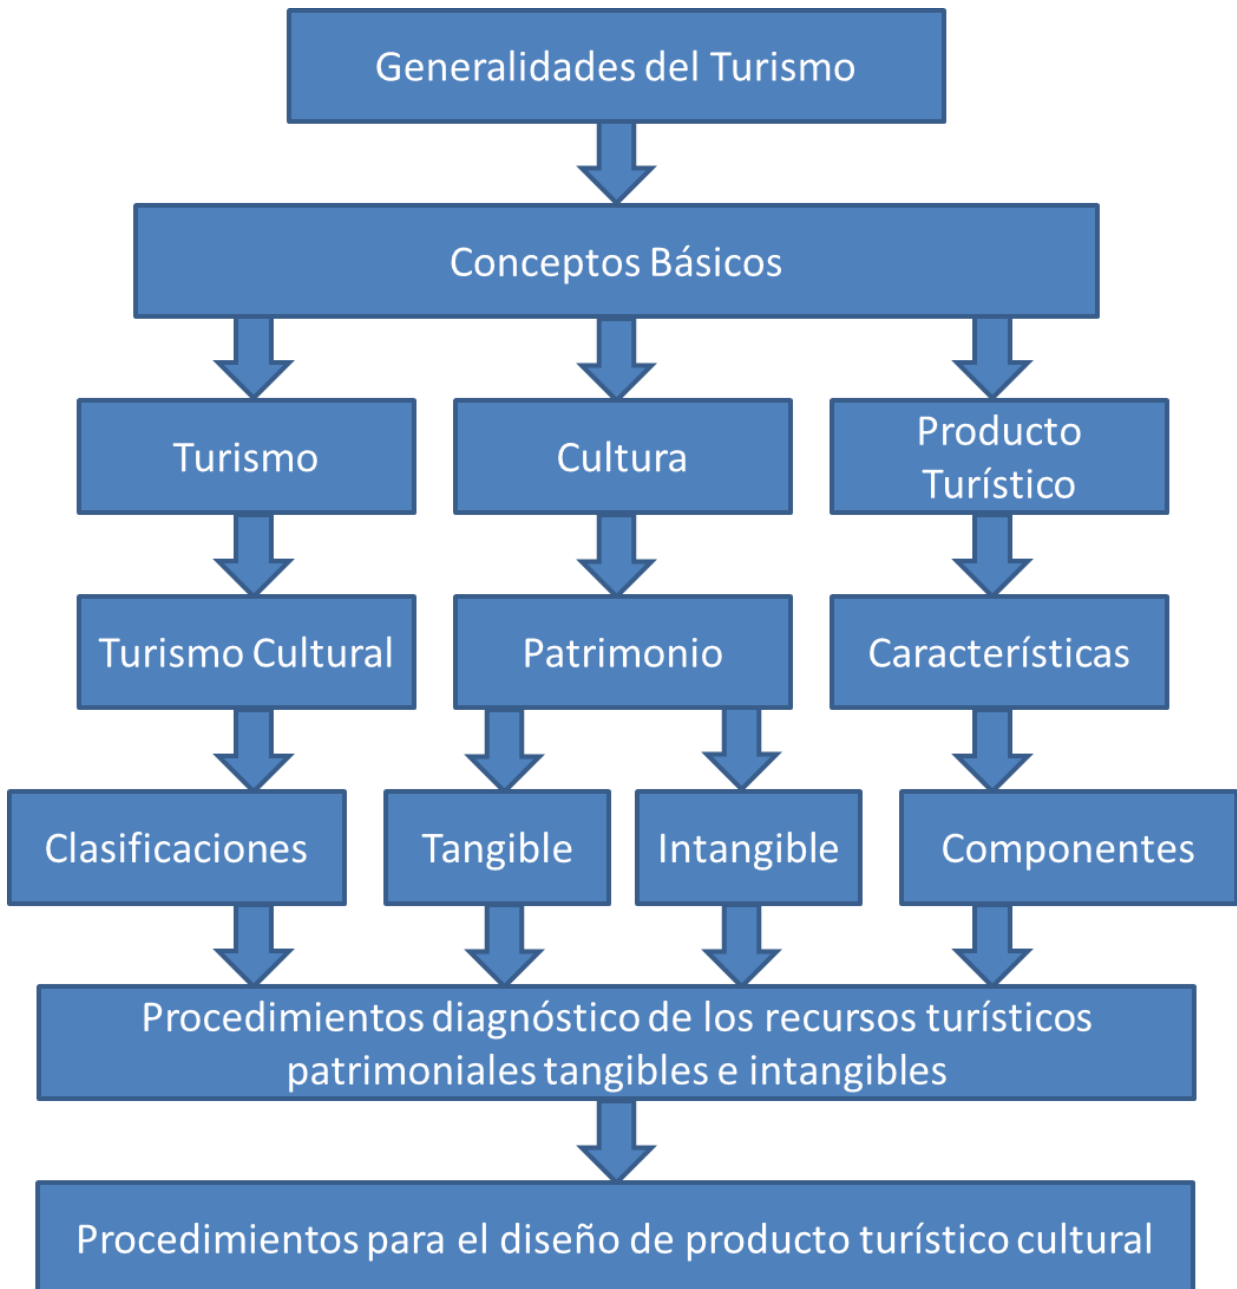 Generalidades del Turismo
Conceptos Básicos
Turismo
Cultura
Producto
Turístico
Turismo Cultural
Patrimonio
Características
Clasificaciones
Tangible
Intangible
Componentes
Procedimientos diagnóstico de los recursos turísticos
patrimoniales tangibles e intangibles
Procedimientos para el diseño de producto turístico cultural